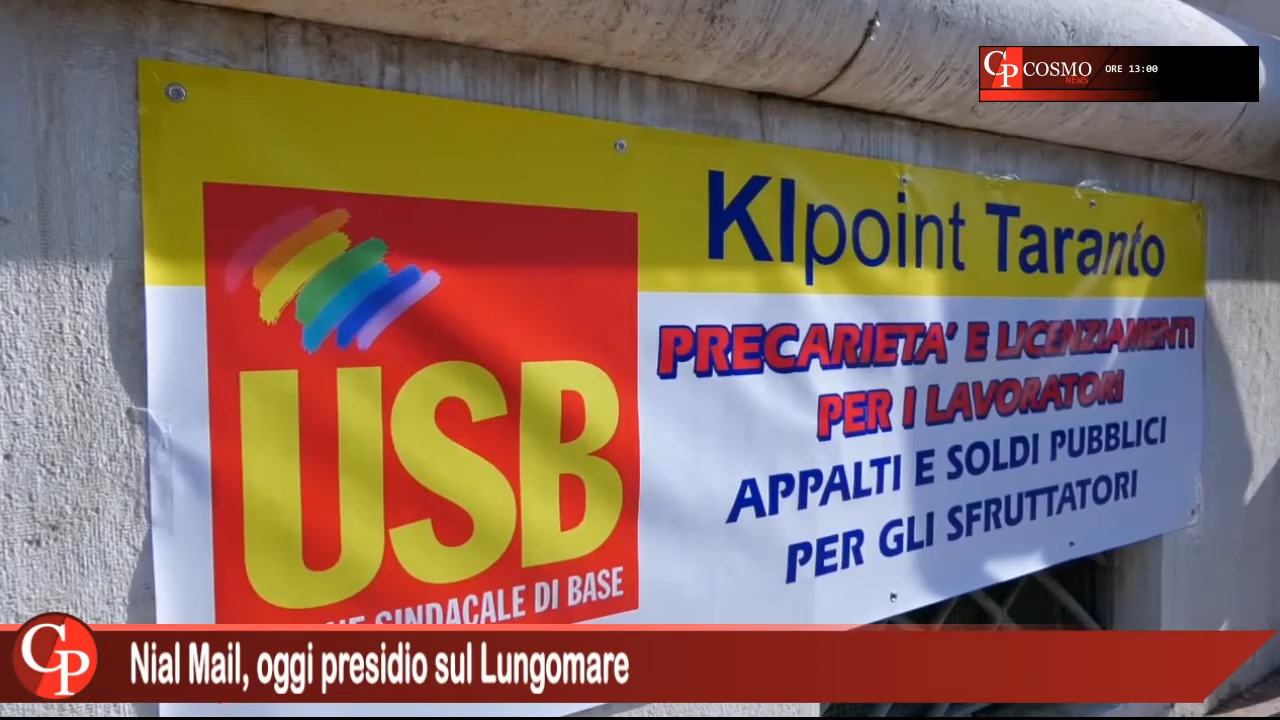 CP COSMO
NEWS
ORE 13:00
KIpoint Taranto
PRECARIETA' E LICENZIAMENTI
PER I LAVORATORI
APPALTI E SOLDI PUBBLICI
PER GLI SFRUTTATORI
USB
SINDACALE DI BASE
CP
Nial Mail, oggi presidio sul Lungomare